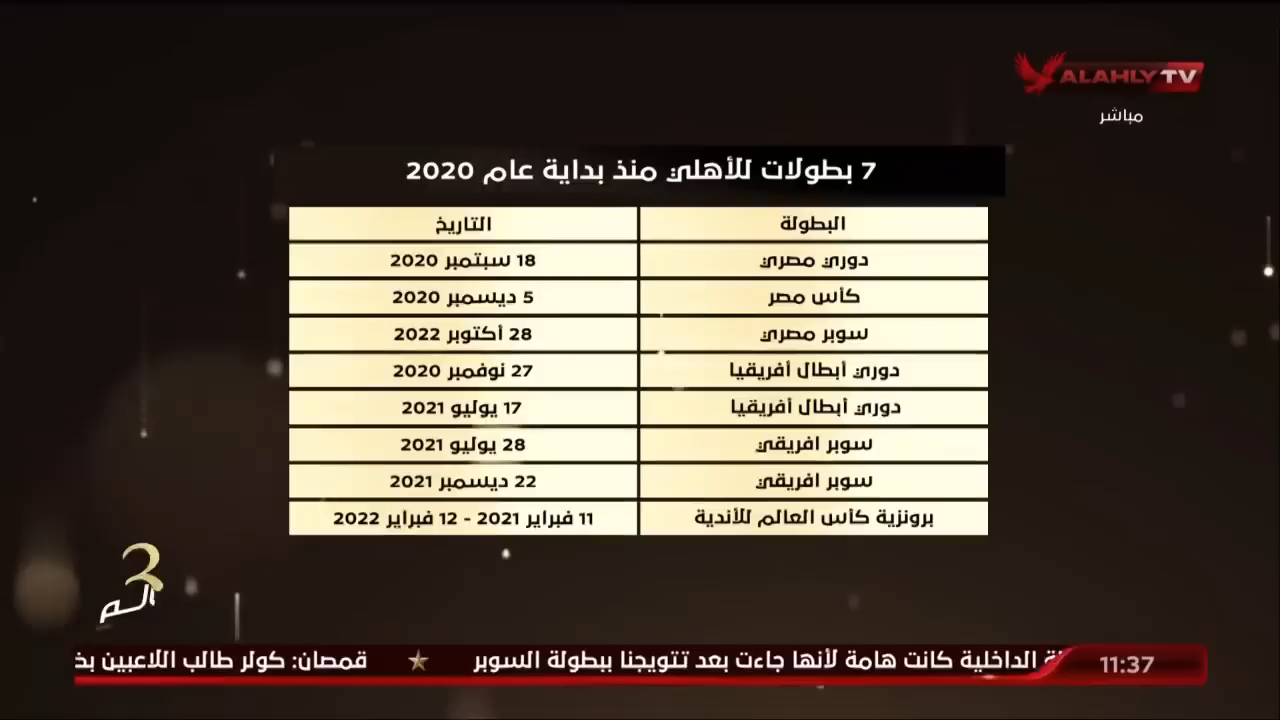 ALAHLY TV
مباشر
7 بطولات للأهلي منذ بداية عام 2020
البطولة التاريخ
دوري مصري 18 سبتمبر 2020
كأس مصر 5 ديسمبر 2020
سوبر مصري 28 أكتوبر 2022
دوري أبطال أفريقيا 27 نوفمبر 2020
دوري أبطال أفريقيا 17 يوليو 2021
سوبر افريقي 28 يوليو 2021
سوبر افريقي 22 ديسمبر 2021
برونزية كأس العالم للأندية 11 فبراير 2021 - 12 فبراير 2022
3
11:37 الداخلية كانت هامة لأنها جاءت بعد تتويجنا ببطولة السوبر ★ قمصان: كولر طالب اللاعبين